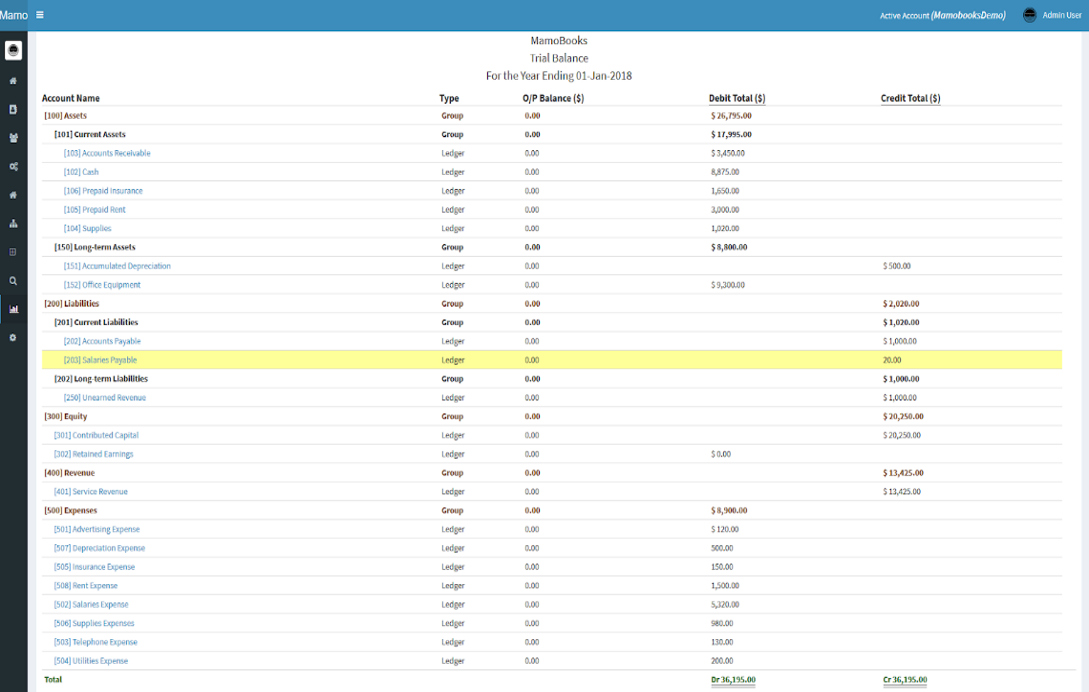 Mamo Active Account (MamobooksDemo) Admin User
MamoBooks
Trial Balance
For the Year Ending 01-Jan-2018
Account Name Type O/P Balance ($) Debit Total ($) Credit Total ($)
[100] Assets Group 0.00 $ 26,795.00
[101] Current Assets Group 0.00 $ 17,995.00
[103] Accounts Receivable Ledger 0.00 $ 3,450.00
[102] Cash Ledger 0.00 8,875.00
[106] Prepaid Insurance Ledger 0.00 1,650.00
[105] Prepaid Rent Ledger 0.00 3,000.00
[104] Supplies Ledger 0.00 1,020.00
[150] Long-term Assets Group 0.00 $ 8,800.00
[151] Accumulated Depreciation Ledger 0.00 $ 500.00
[152] Office Equipment Ledger 0.00 $ 9,300.00
[200] Liabilities Group 0.00 $ 2,020.00
[201] Current Liabilities Group 0.00 $ 1,020.00
[202] Accounts Payable Ledger 0.00 $ 1,000.00
[203] Salaries Payable Ledger 0.00 20.00
[202] Long-term Liabilities Group 0.00 $ 1,000.00
[250] Unearned Revenue Ledger 0.00 $ 1,000.00
[300] Equity Group 0.00 $ 20,250.00
[301] Contributed Capital Ledger 0.00 $ 20,250.00
[302] Retained Earnings Ledger 0.00 $ 0.00
[400] Revenue Group 0.00 $ 13,425.00
[401] Service Revenue Ledger 0.00 $ 13,425.00
[500] Expenses Group 0.00 $ 8,900.00
[501] Advertising Expense Ledger 0.00 $ 120.00
[507] Depreciation Expense Ledger 0.00 500.00
[505] Insurance Expense Ledger 0.00 150.00
[508] Rent Expense Ledger 0.00 1,500.00
[502] Salaries Expense Ledger 0.00 5,320.00
[506] Supplies Expenses Ledger 0.00 980.00
[503] Telephone Expense Ledger 0.00 130.00
[504] Utilities Expense Ledger 0.00 200.00
Total Dr 36,195.00 Cr 36,195.00